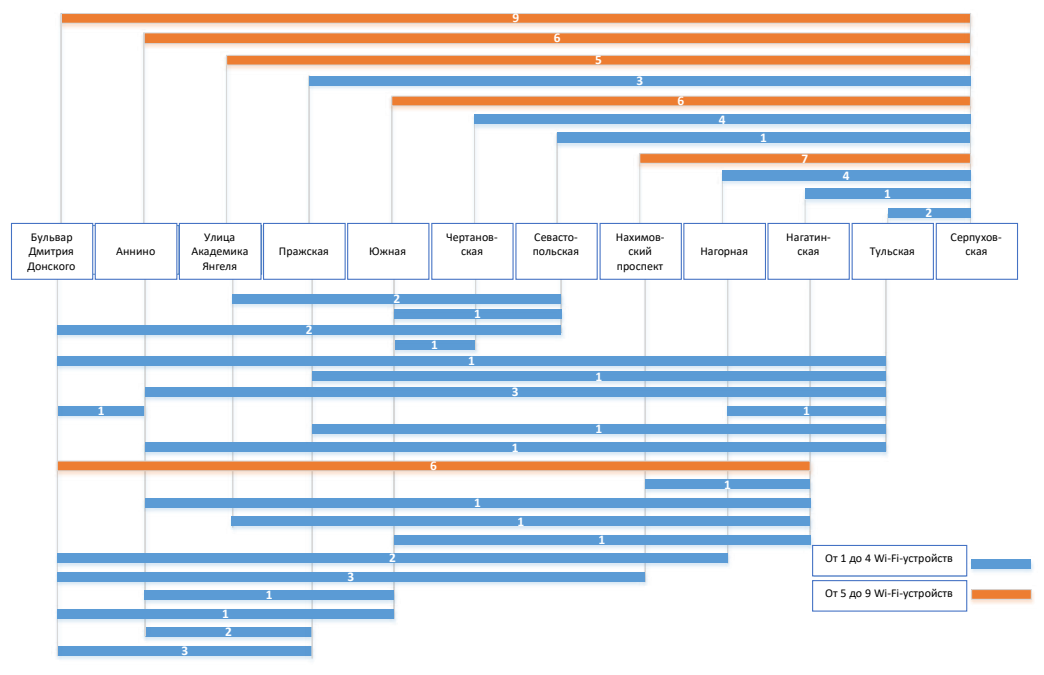 9
6
5
3
6
4
1
7
4
1
2
Бульвар
Дмитрия
Донского
Аннино
Улица
Академика
Янгеля
Пражская
Южная
Чертанов-
ская
Севасто-
польская
Нахимов-
ский
проспект
Нагорная
Нагатин-
ская
Тульская
Серпухов-
ская
2
1
2
1
1
1
3
1
1
1
1
6
1
1
1
1
2
3
1
1
2
3
От 1 до 4 Wi-Fi-устройств
От 5 до 9 Wi-Fi-устройств